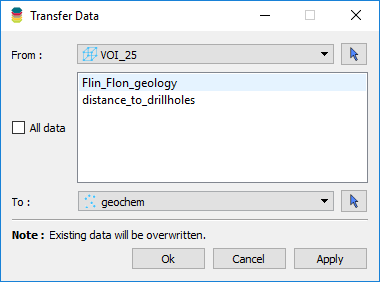 Transfer Data
From :
VOI_25
Flin_Flon_geology
distance_to_drillholes
All data
To :
geochem
Note : Existing data will be overwritten.
Ok
Cancel
Apply